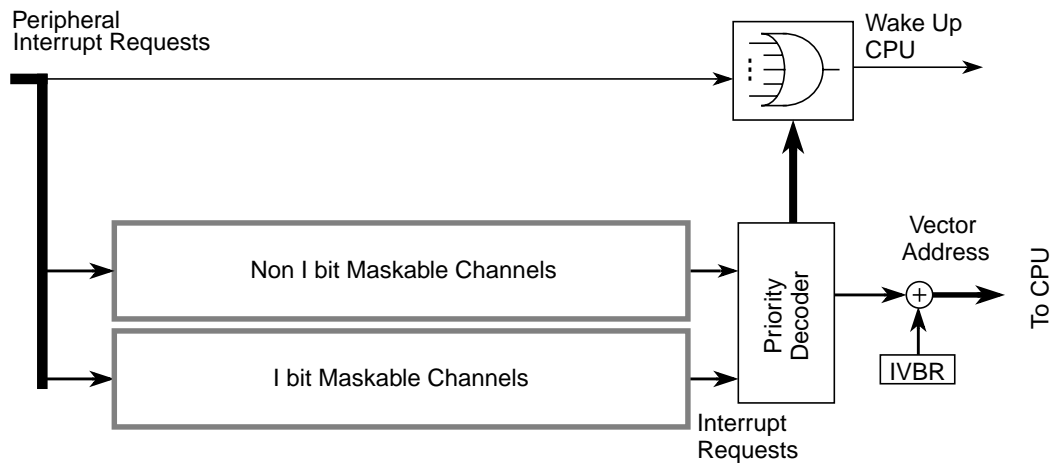 Peripheral
Interrupt Requests
Wake Up
CPU
Non I bit Maskable Channels
I bit Maskable Channels
Priority
Decoder
Interrupt
Requests
Vector
Address
+
IVBR
To CPU